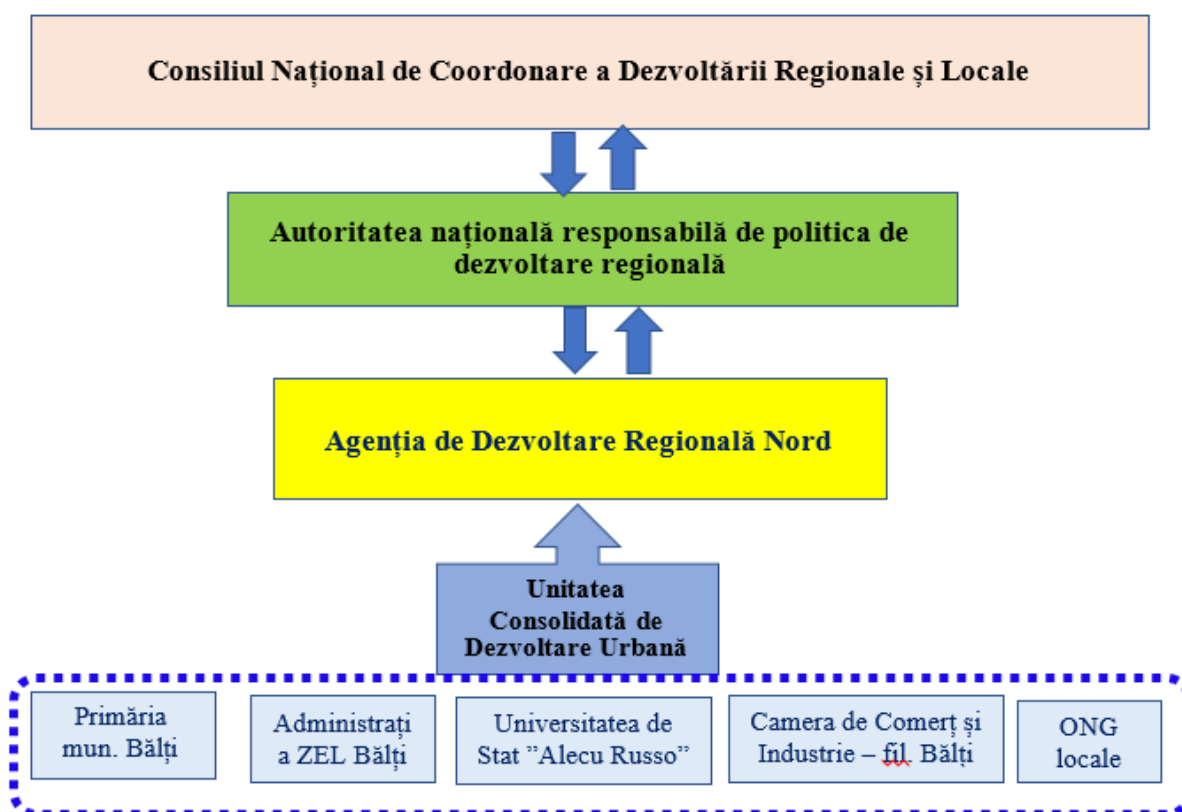 Consiliul Național de Coordonare a Dezvoltării Regionale și Locale
Autoritatea națională responsabilă de politica de
dezvoltare regională
Agenția de Dezvoltare Regională Nord
Unitatea
Consolidată de
Dezvoltare Urbană
Primăria
mun. Bălți
Administrați
a ZEL Bălți
Universitatea de
Stat ”Alecu Russo”
Camera de Comerț și
Industrie – fil. Bălți
ONG
locale